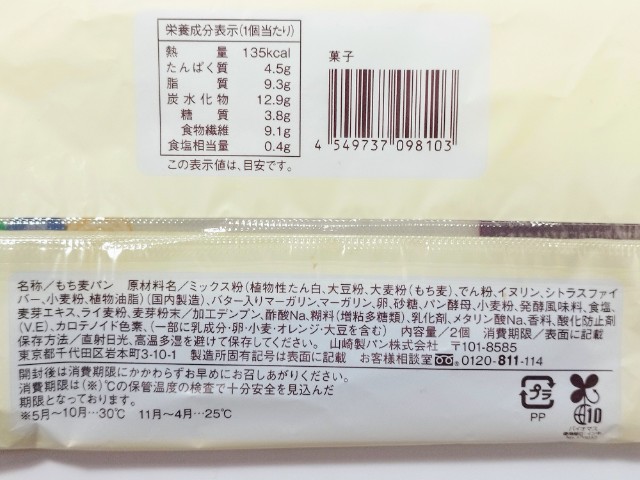 栄養成分表示(1個当たり)
熱量 135kcal
たんぱく質 4.5g
脂質 9.3g
炭水化物 12.9g
糖質 3.8g
食物繊維 9.1g
食塩相当量 0.4g
この表示値は、目安です。
菓子
4 549737 098103
名称／もち麦パン 原材料名／ミックス粉(植物性たん白、大豆粉、大麦粉(もち麦)、でん粉、イヌリン、シトラスファイ
バー、小麦粉、植物油脂)(国内製造)、バター入りマーガリン、マーガリン、卵、砂糖、パン酵母、小麦粉、発酵風味料、食塩、
麦芽エキス、ライ麦粉、麦芽粉末／加工デンプン、酢酸Na、糊料(増粘多糖類)、乳化剤、メタリン酸Na、香料、酸化防止剤
(V.E)、カロテノイド色素、(一部に乳成分・卵・小麦・オレンジ・大豆を含む) 内容量／2個 消費期限／表面に記載
保存方法／直射日光、高温多湿を避けて保存してください。 山崎製パン株式会社 〒101-8585
東京都千代田区岩本町3-10-1 製造所固有記号は表面に記載 お客様相談室 0120-811-114
開封後は消費期限にかかわらずお早めにお召しあがりください。
消費期限は(※)℃の保管温度の検査で十分安全を見込んだ
期限となっております。
※5月〜10月…30℃ 11月〜4月…25℃
プラ
PP
10
バイオマス